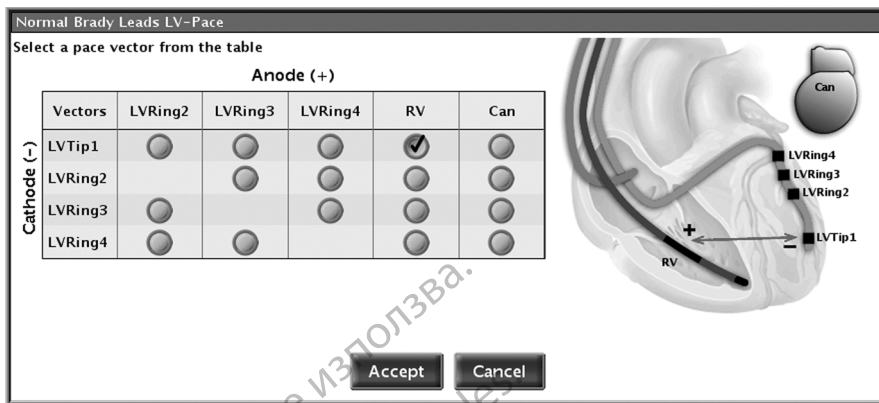 Normal Brady Leads LV-Pace
Select a pace vector from the table
Anode (+)
Cathode (-)
Vectors LVRing2 LVRing3 LVRing4 RV Can
LVTip1
LVRing2
LVRing3
LVRing4
Can
LVRing4
LVRing3
LVRing2
LVTip1
+
−
RV
Accept Cancel
използва.